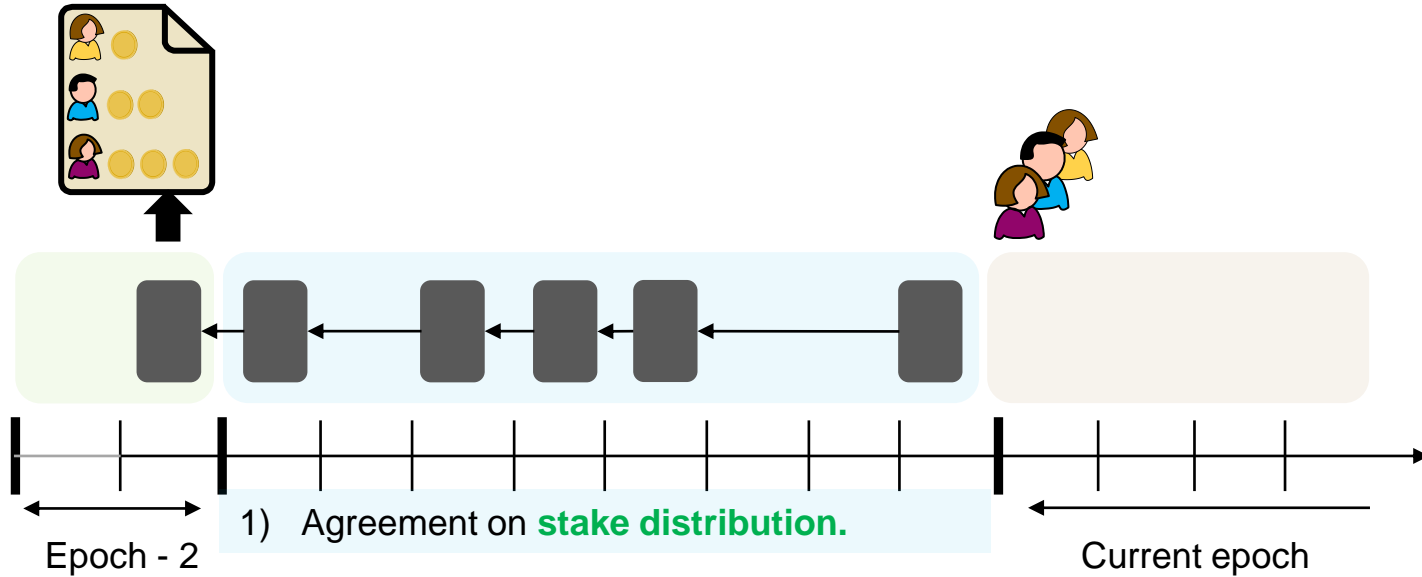 1) Agreement on stake distribution.
Epoch - 2
Current epoch